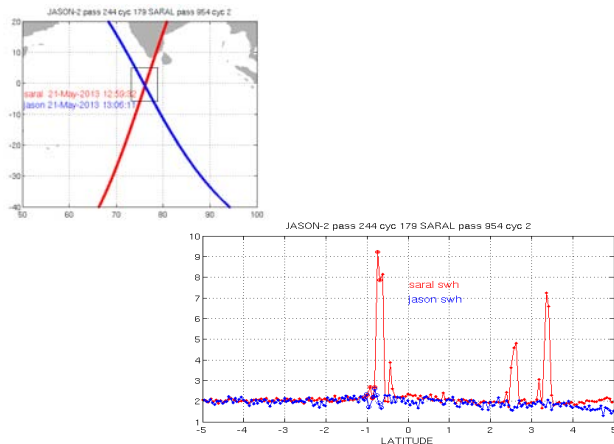 JASON-2 pass 244 cyc 179 SARAL pass 954 cyc 2
20
10
0
-10
-20
-30
-40
saral 21-May-2013 12:59:32
jason 21-May-2013 13:06:11
50 60 70 80 90 100
JASON-2 pass 244 cyc 179 SARAL pass 954 cyc 2
10
9
8
7
6
5
4
3
2
1
saral swh
jason swh
-5 -4 -3 -2 -1 0 1 2 3 4 5
LATITUDE